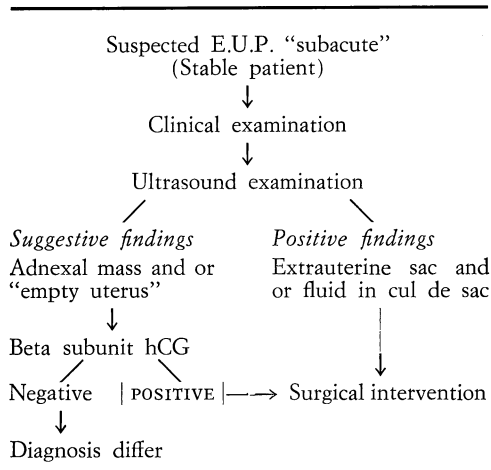 Suspected E.U.P. “subacute”
(Stable patient)
Clinical examination
Ultrasound examination
Suggestive findings
Adnexal mass and or
“empty uterus”
Positive findings
Extrauterine sac and
or fluid in cul de sac
Beta subunit hCG
Negative
POSITIVE
Surgical intervention
Diagnosis differ